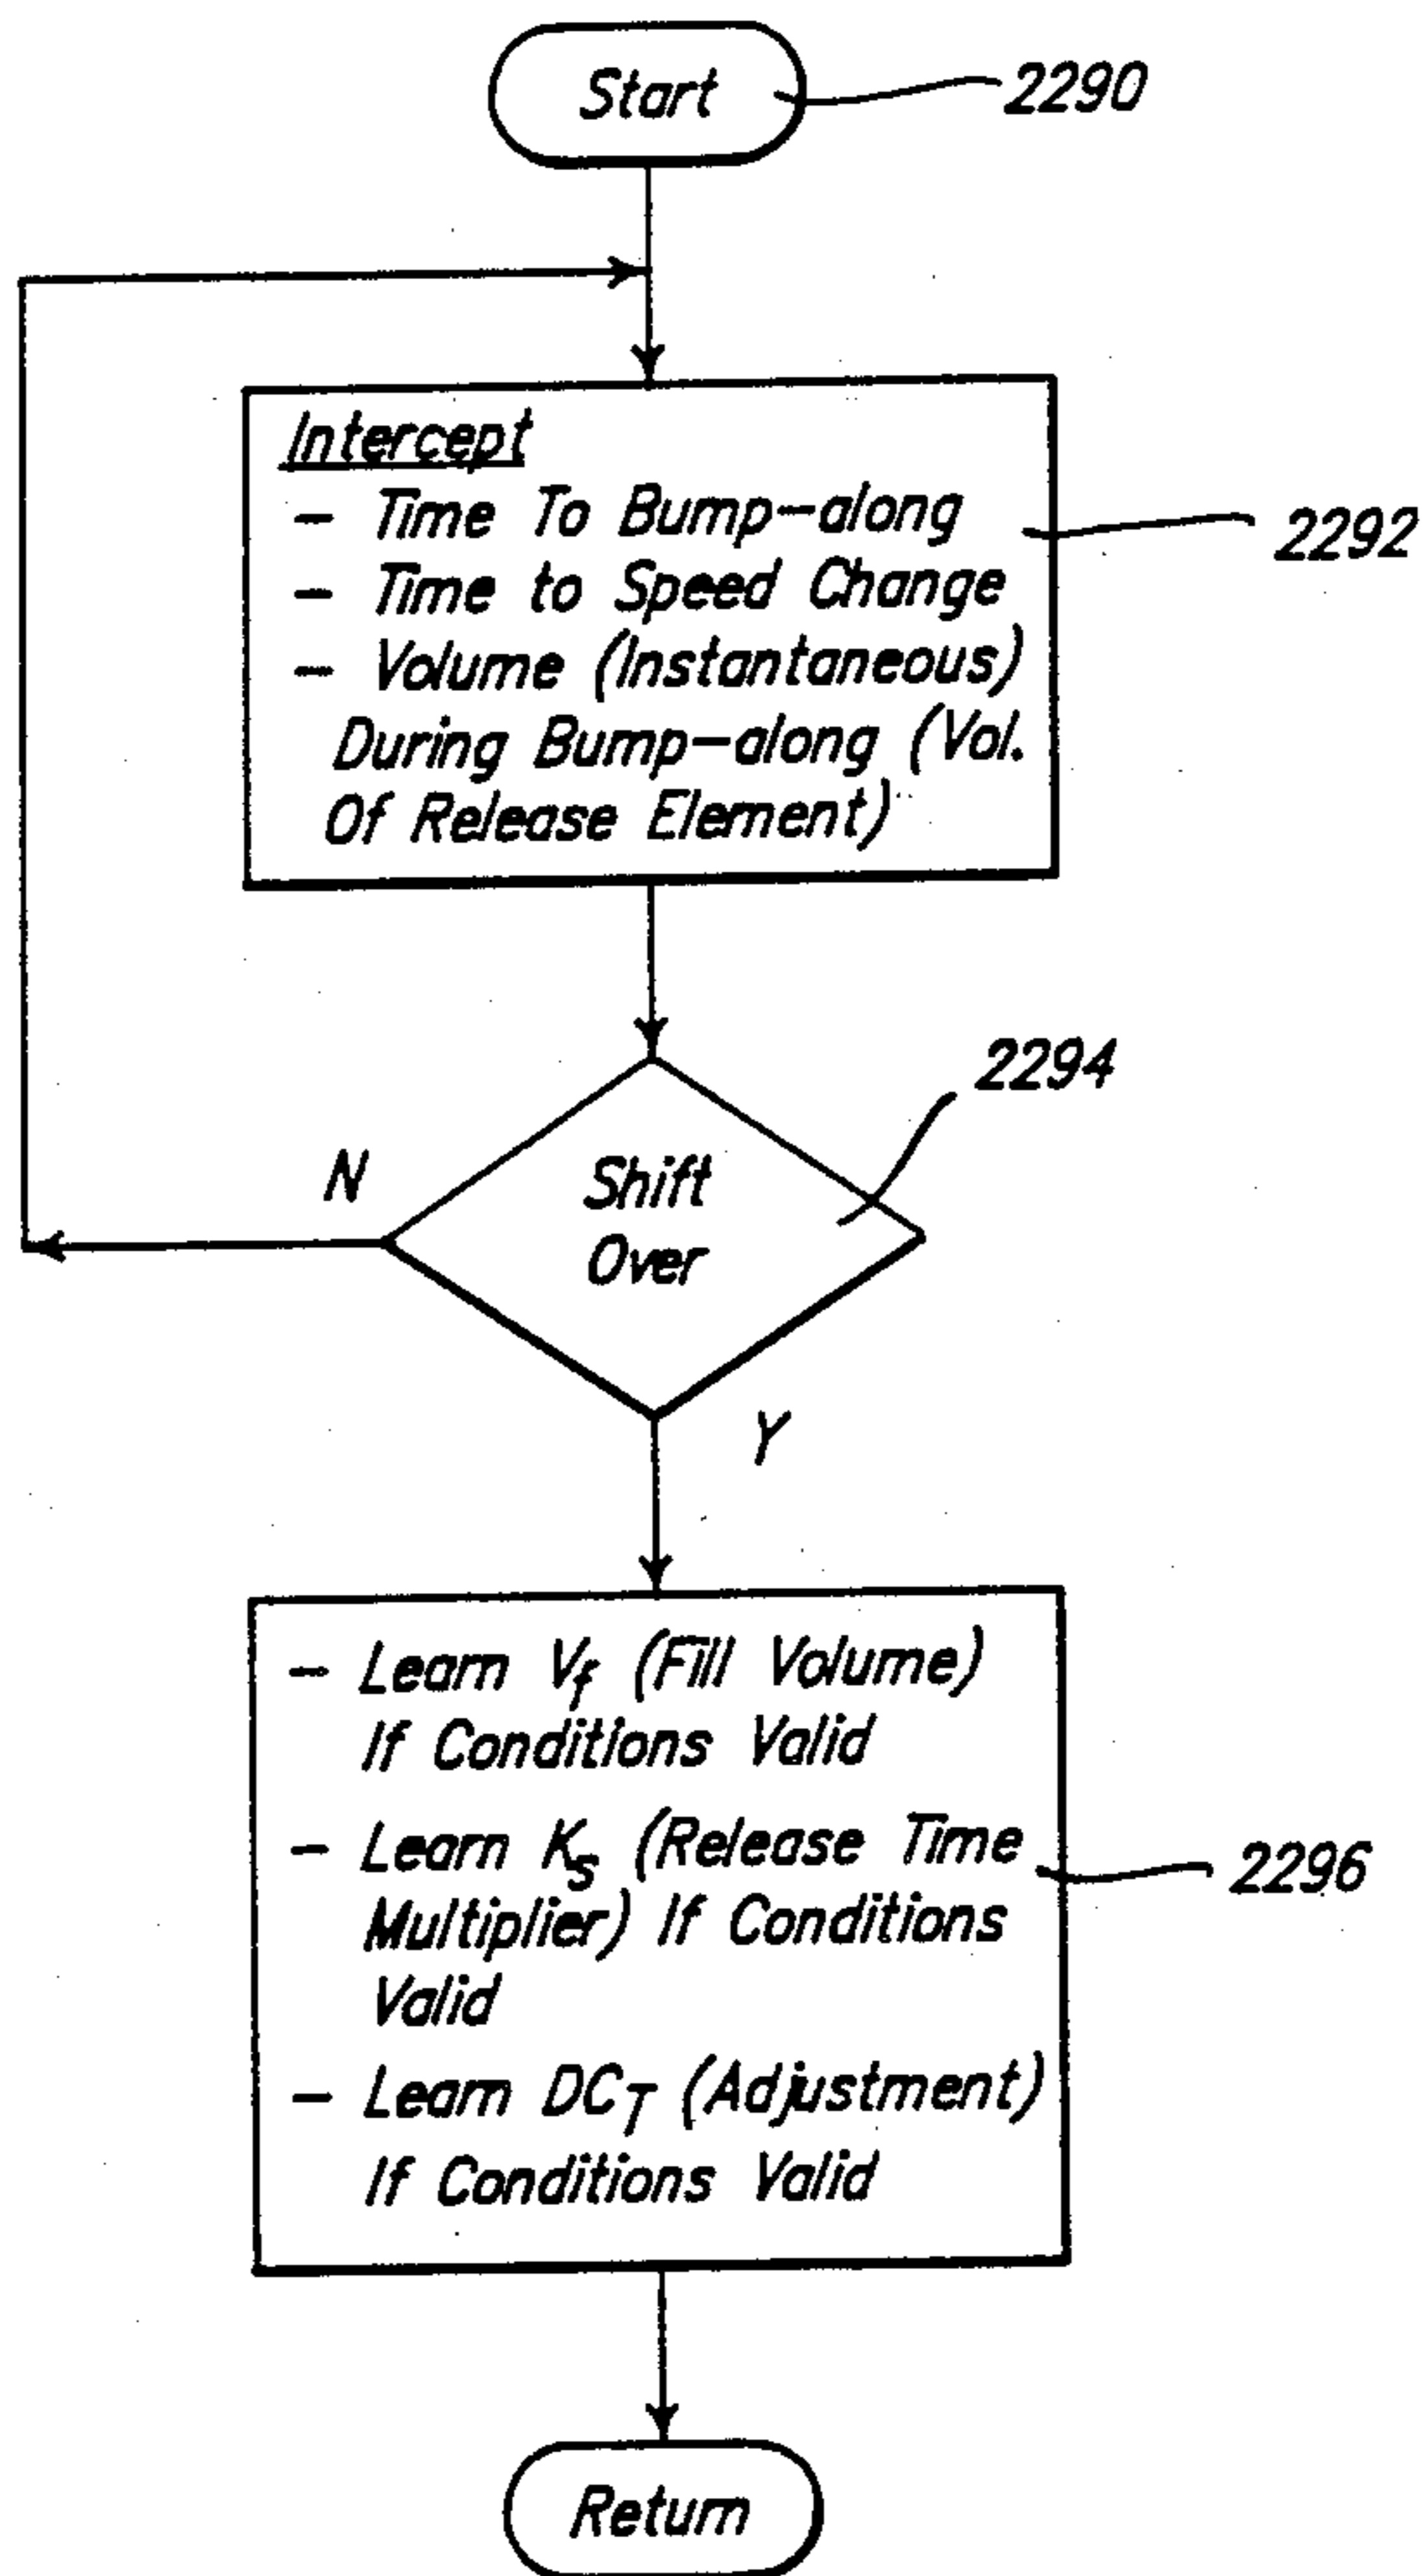 Start
2290
Intercept
- Time To Bump-along
- Time to Speed Change
- Volume (Instantaneous)
During Bump-along (Vol.
Of Release Element)
2292
Shift
Over
2294
N
Y
- Learn Vf (Fill Volume)
If Conditions Valid
- Learn Ks (Release Time
Multiplier) If Conditions
Valid
- Learn DCT (Adjustment)
If Conditions Valid
2296
Return